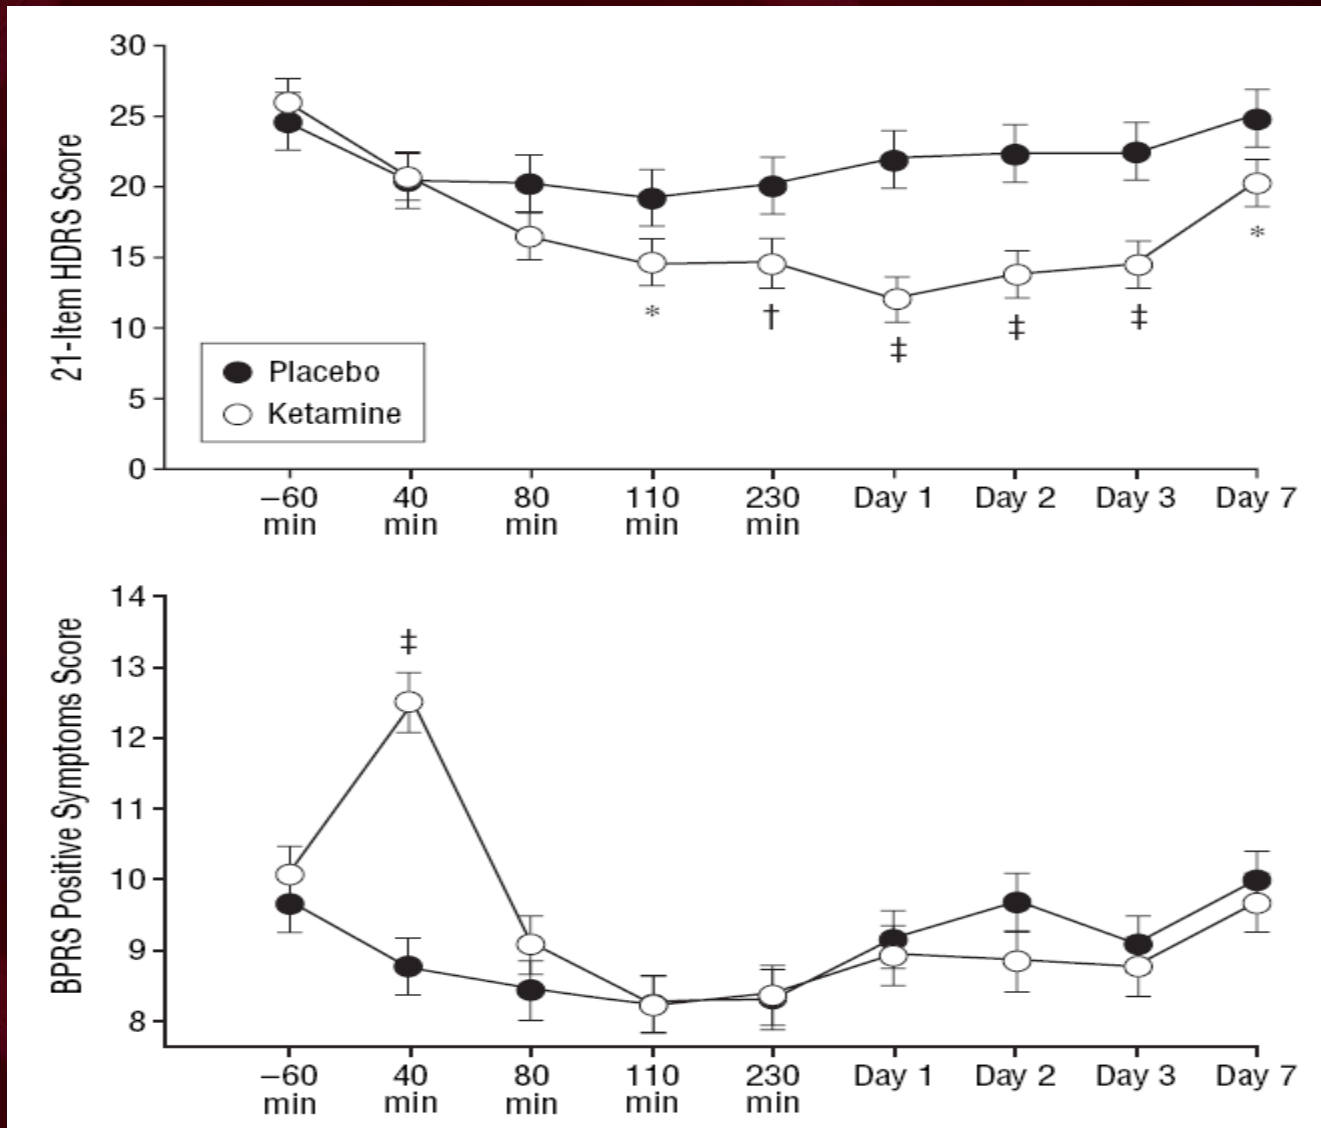 21-Item HDRS Score
30
25
20
15
10
5
0
* † ‡ ‡ ‡ *
Placebo
Ketamine
–60 min
40 min
80 min
110 min
230 min
Day 1
Day 2
Day 3
Day 7
BPRS Positive Symptoms Score
14
13
12
11
10
9
8
‡
–60 min
40 min
80 min
110 min
230 min
Day 1
Day 2
Day 3
Day 7